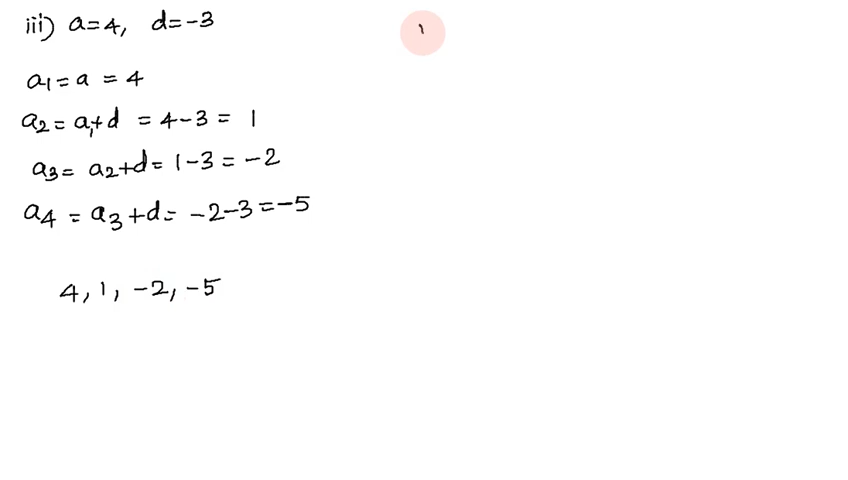 iii) a=4, d=-3
a₁ = a = 4
a₂ = a₁+d = 4-3 = 1
a₃ = a₂+d = 1-3 = -2
a₄ = a₃+d = -2-3 = -5
4, 1, -2, -5